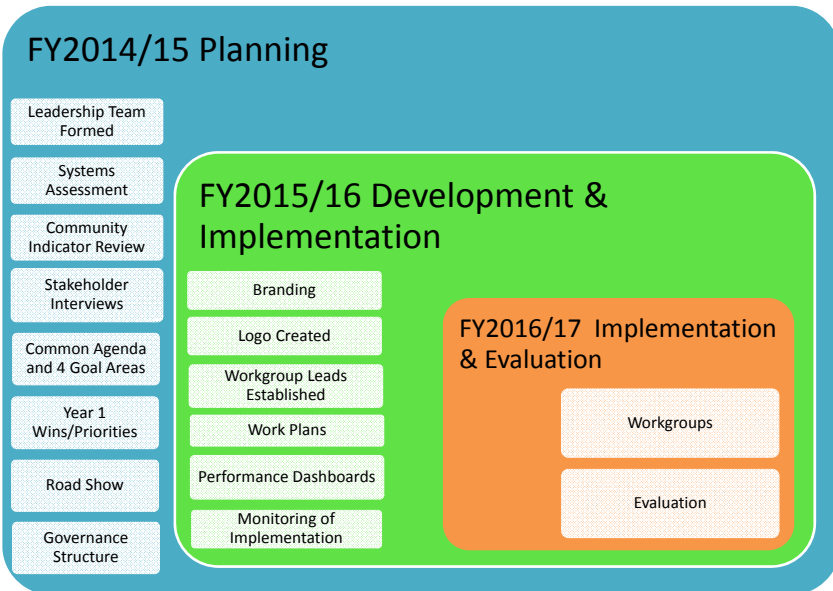 FY2014/15 Planning
Leadership Team
Formed
Systems
Assessment
Community
Indicator Review
Stakeholder
Interviews
Common Agenda
and 4 Goal Areas
Year 1
Wins/Priorities
Road Show
Governance
Structure
FY2015/16 Development &
Implementation
Branding
Logo Created
Workgroup Leads
Established
Work Plans
Performance Dashboards
Monitoring of
Implementation
FY2016/17  Implementation
& Evaluation
Workgroups
Evaluation